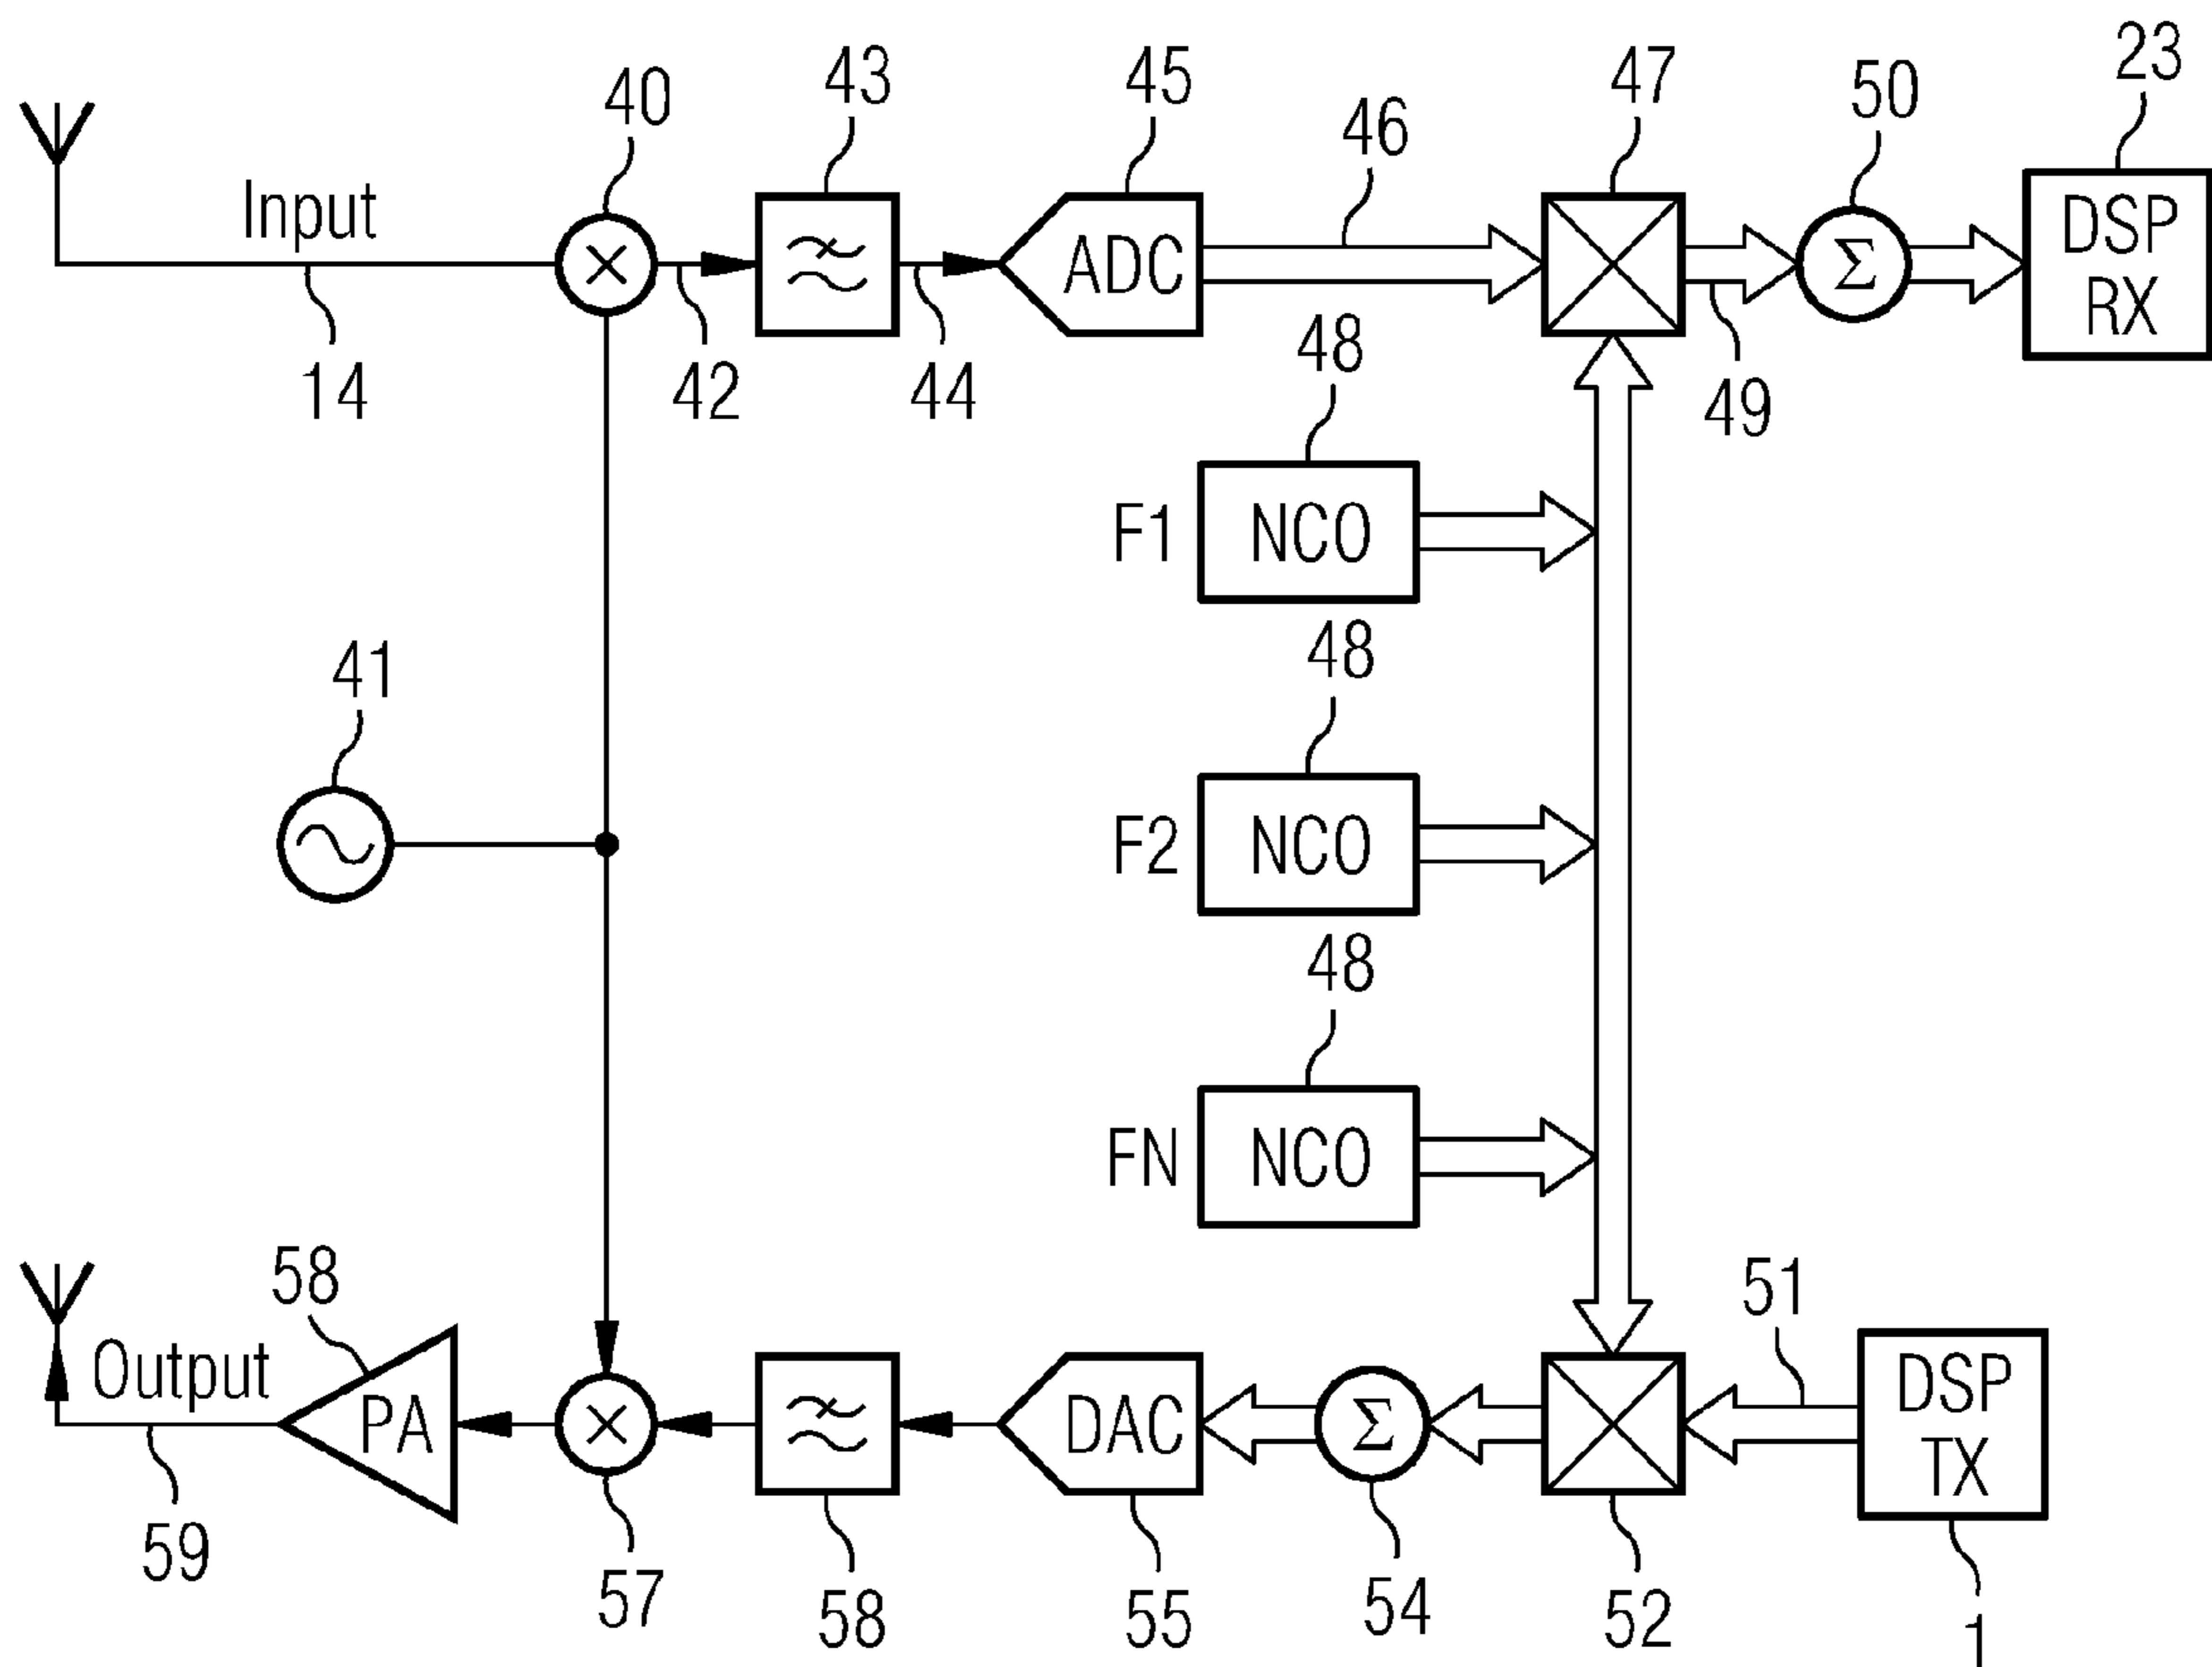 40
43
45
46
47
50
23
Input
×
ADC
Σ
DSP
RX
14
42
44
48
49
F1
NCO
41
48
F2
NCO
48
FN
NCO
58
Output
PA
×
DAC
Σ
51
DSP
TX
59
57
58
55
54
52
1